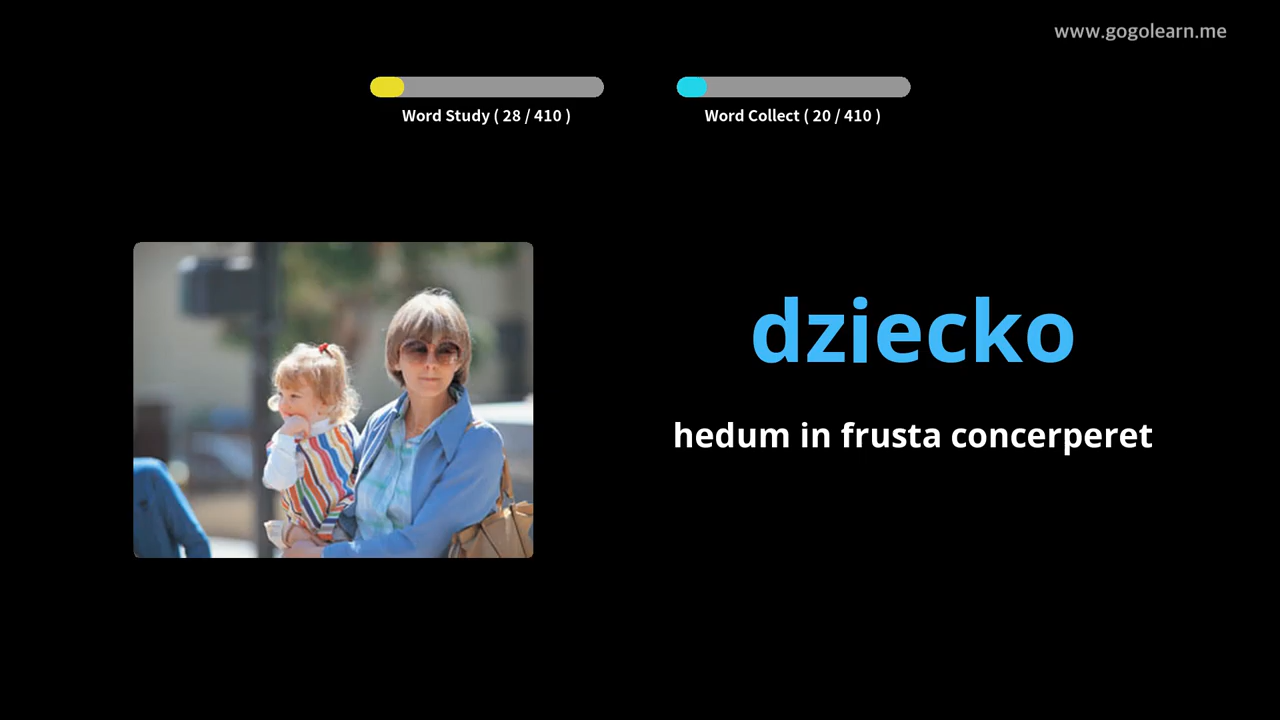 www.gogolearn.me
Word Study ( 28 / 410 )
Word Collect ( 20 / 410 )
dziecko
hedum in frusta concerperet